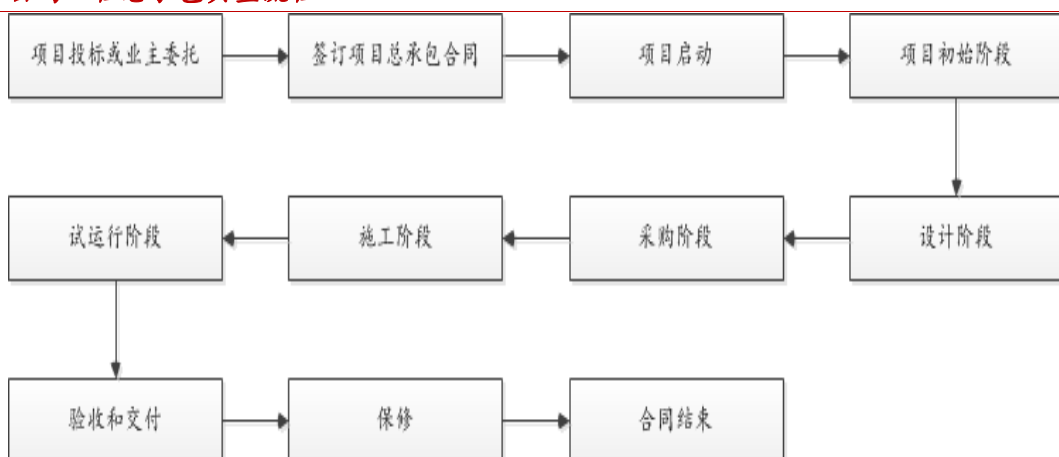 项目投标或业主委托
签订项目总承包合同
项目启动
项目初始阶段
设计阶段
采购阶段
施工阶段
试运行阶段
验收和交付
保修
合同结束